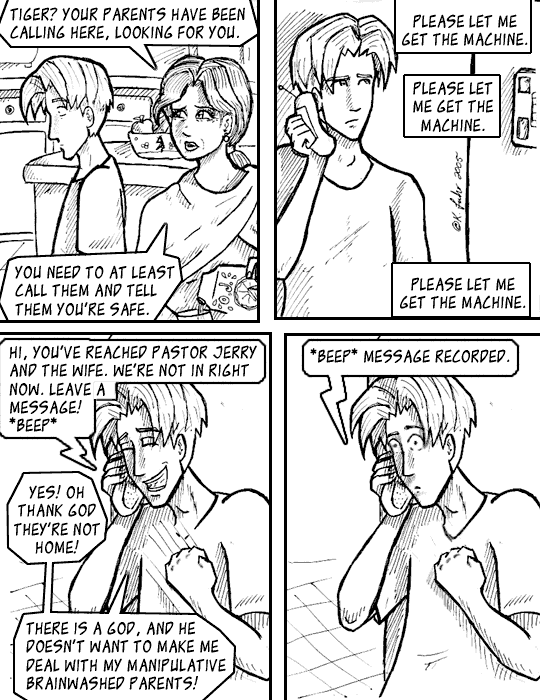 TIGER? YOUR PARENTS HAVE BEEN
CALLING HERE, LOOKING FOR YOU.
YOU NEED TO AT LEAST
CALL THEM AND TELL
THEM YOU'RE SAFE.
PLEASE LET ME
GET THE MACHINE.
PLEASE LET
ME GET THE
MACHINE.
PLEASE LET ME
GET THE MACHINE.
2005
HI, YOU'VE REACHED PASTOR JERRY
AND THE WIFE. WE'RE NOT IN RIGHT
NOW. LEAVE A
MESSAGE!
*BEEP*
YES! OH
THANK GOD
THEY'RE NOT
HOME!
THERE IS A GOD, AND HE
DOESN'T WANT TO MAKE ME
DEAL WITH MY MANIPULATIVE
BRAINWASHED PARENTS!
*BEEP* MESSAGE RECORDED.